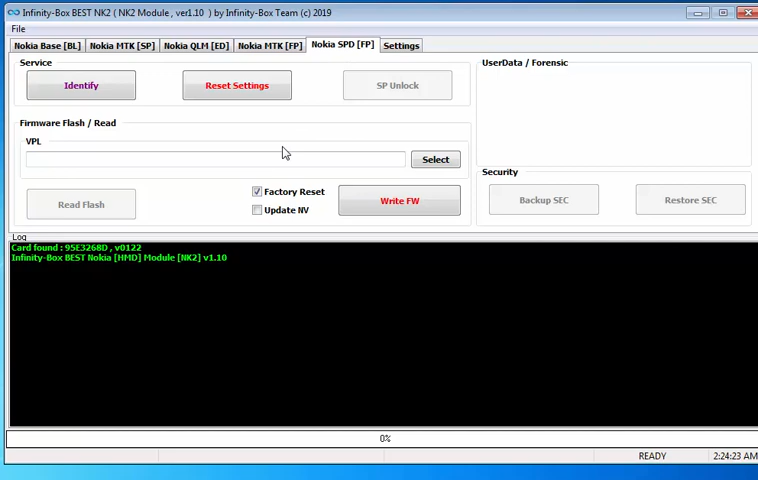 Infinity-Box BEST NK2 ( NK2 Module , ver1.10 ) by Infinity-Box Team (c) 2019
File
Nokia Base [BL] Nokia MTK [SP] Nokia QLM [ED] Nokia MTK [FP] Nokia SPD [FP] Settings
Service
UserData / Forensic
Identify
Reset Settings
SP Unlock
Firmware Flash / Read
VPL
Select
Security
Factory Reset
Read Flash
Write FW
Backup SEC
Restore SEC
Update NV
Log
Card found : 95E3268D , v0122
Infinity-Box BEST Nokia [HMD] Module [NK2] v1.10
0%
READY
2:24:23 AM